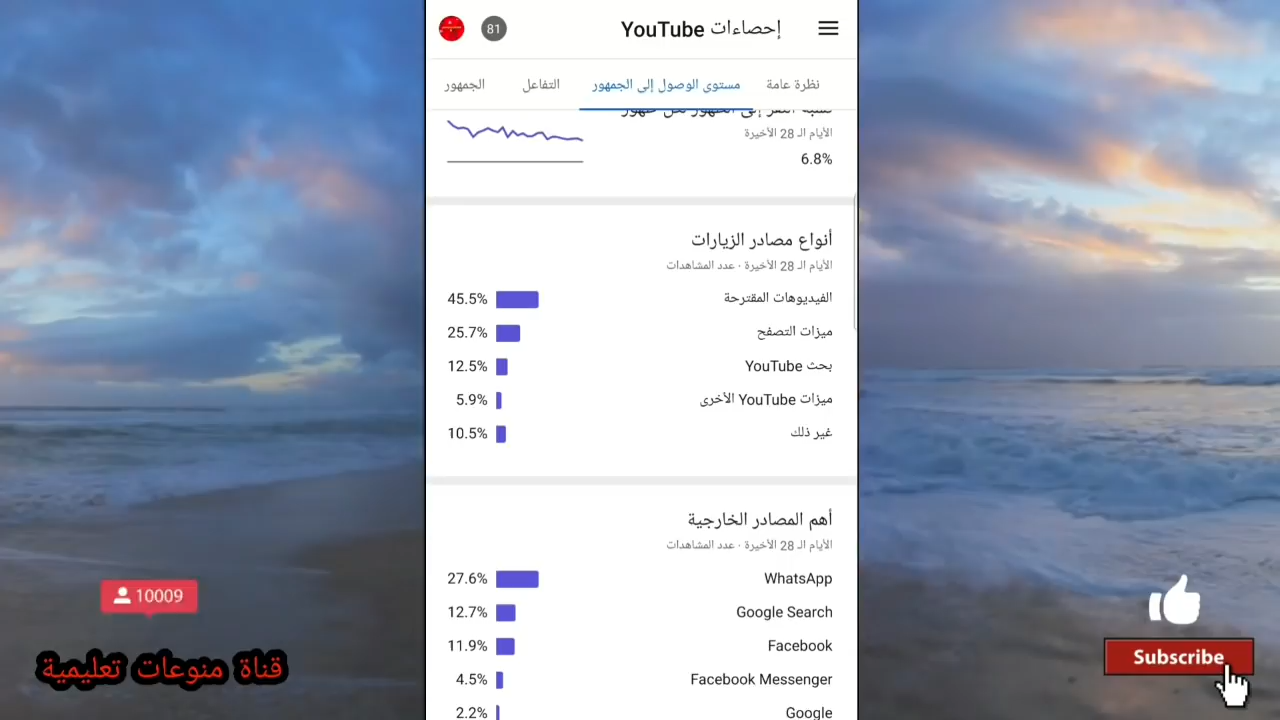 إحصاءات YouTube
81
نظرة عامة
مستوى الوصول إلى الجمهور
التفاعل
الجمهور
الأيام الـ 28 الأخيرة
6.8%
أنواع مصادر الزيارات
الأيام الـ 28 الأخيرة · عدد المشاهدات
الفيديوهات المقترحة 45.5%
ميزات التصفح 25.7%
بحث YouTube 12.5%
ميزات YouTube الأخرى 5.9%
غير ذلك 10.5%
أهم المصادر الخارجية
الأيام الـ 28 الأخيرة · عدد المشاهدات
WhatsApp 27.6%
Google Search 12.7%
Facebook 11.9%
Facebook Messenger 4.5%
Google 2.2%
10009
قناة منوعات تعليمية
Subscribe